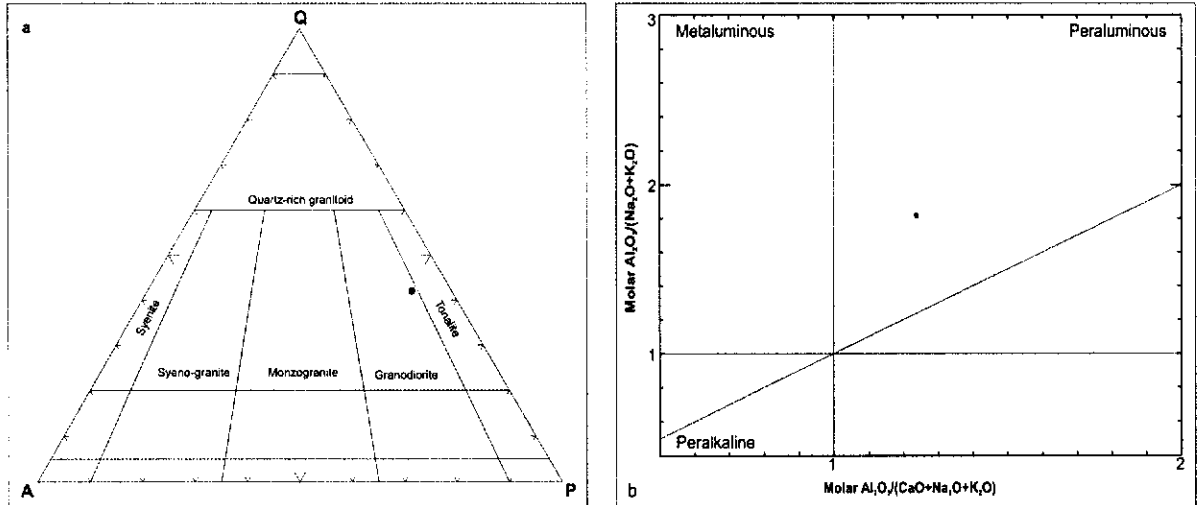 a
Q
Quartz-rich granitoid
Syenite
Tonalite
Syeno-granite
Monzogranite
Granodiorite
A
P
3
Metaluminous
Peraluminous
2
1
Molar Al₂O₃/(Na₂O+K₂O)
Peralkaline
1
2
b
Molar Al₂O₃/(CaO+Na₂O+K₂O)